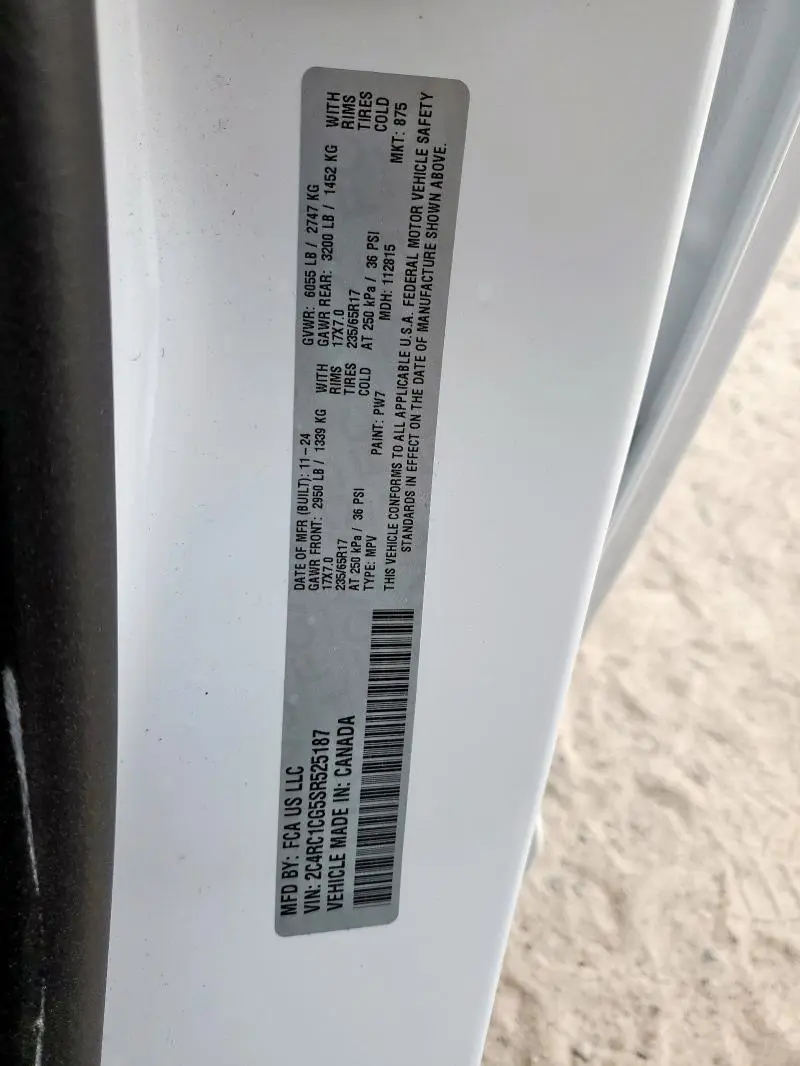 MFD BY: FCA US LLC
VIN: 2C4RC1CG5SR525187
VEHICLE MADE IN: CANADA
DATE OF MFR (BUILT): 11-24
GAWR FRONT: 2950 LB / 1339 KG WITH
17X7.0 RIMS
235/65R17 TIRES
AT 250 kPa / 36 PSI COLD
TYPE: MPV PAINT: PW7
GVWR: 6055 LB / 2747 KG
GAWR REAR: 3200 LB / 1452 KG WITH
17X7.0 RIMS
235/65R17 TIRES
AT 250 kPa / 36 PSI COLD
MDH: 112815 MKT: 875
THIS VEHICLE CONFORMS TO ALL APPLICABLE U.S.A. FEDERAL MOTOR VEHICLE SAFETY
STANDARDS IN EFFECT ON THE DATE OF MANUFACTURE SHOWN ABOVE.